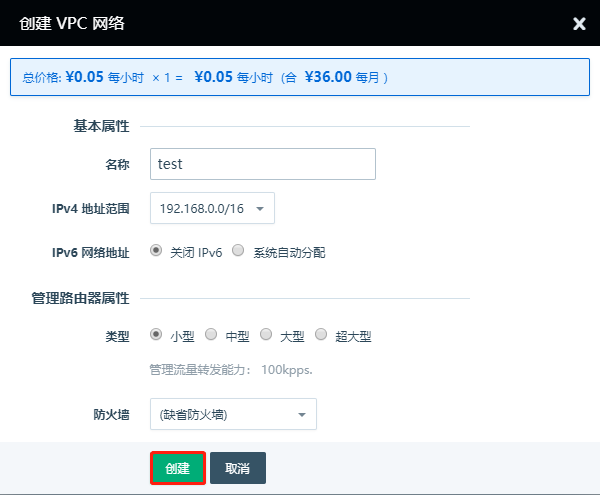 创建 VPC 网络
总价格: ¥0.05 每小时 × 1 = ¥0.05 每小时 (合 ¥36.00 每月 )
基本属性
名称 test
IPv4 地址范围 192.168.0.0/16
IPv6 网络地址 关闭 IPv6 系统自动分配
管理路由器属性
类型 小型 中型 大型 超大型
管理流量转发能力： 100kpps.
防火墙 (缺省防火墙)
创建 取消